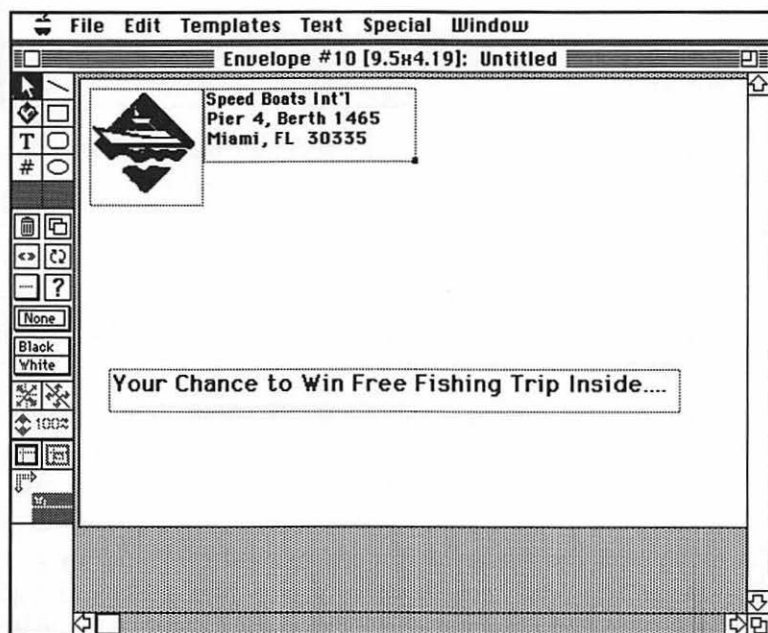 File Edit Templates Text Special Window
Envelope #10 [9.5x4.19]: Untitled
Speed Boats Int'l
Pier 4, Berth 1465
Miami, FL 30335
T
#
?
None
Black
White
100%
Your Chance to Win Free Fishing Trip Inside....